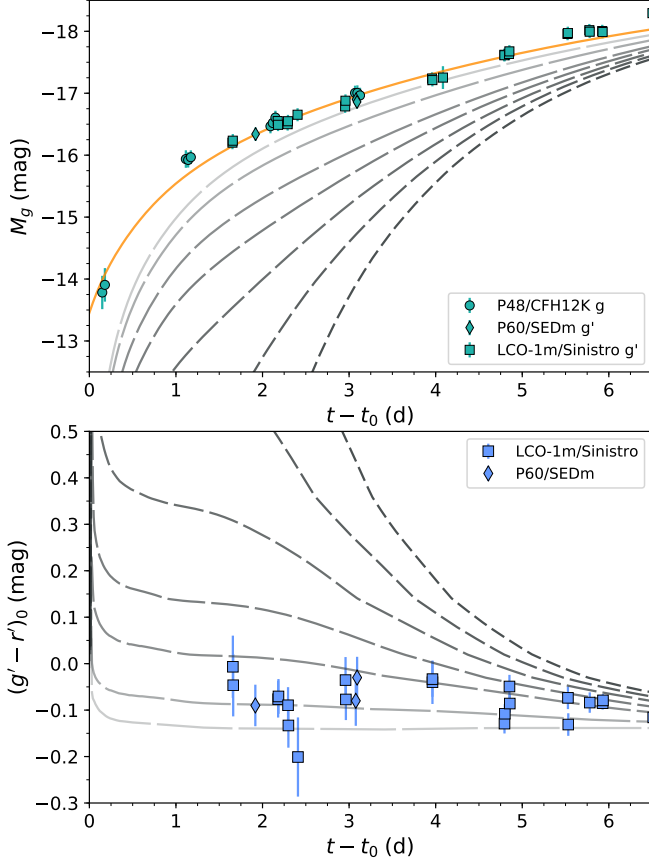 −18
−17
−16
−15
−14
−13
M_g (mag)
P48/CFH12K g
P60/SEDm g'
LCO-1m/Sinistro g'
0 1 2 3 4 5 6
t − t_0 (d)
0.5
0.4
0.3
0.2
0.1
0.0
−0.1
−0.2
−0.3
(g' − r')_0 (mag)
LCO-1m/Sinistro
P60/SEDm
0 1 2 3 4 5 6
t − t_0 (d)